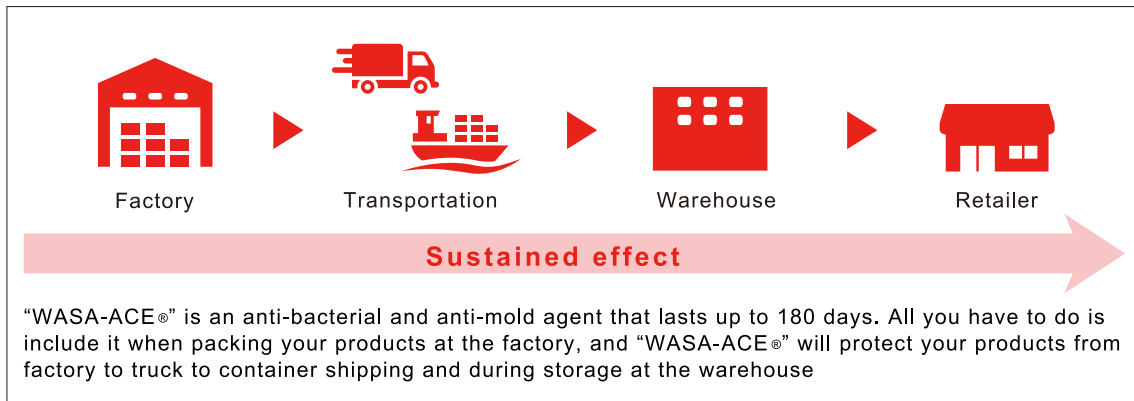 Factory
Transportation
Warehouse
Retailer
Sustained effect
“WASA-ACE®” is an anti-bacterial and anti-mold agent that lasts up to 180 days. All you have to do is
include it when packing your products at the factory, and “WASA-ACE®” will protect your products from
factory to truck to container shipping and during storage at the warehouse